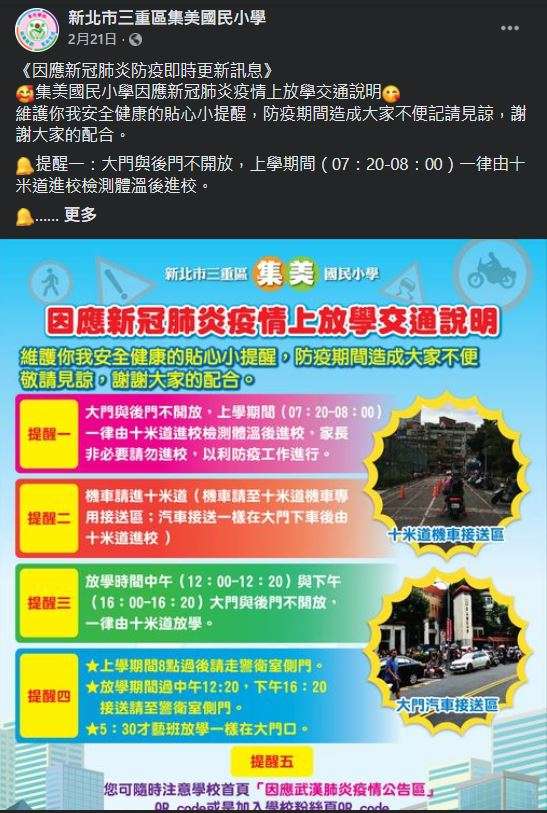 新北市三重區集美國民小學
2月21日 ·
《因應新冠肺炎防疫即時更新訊息》
🥰集美國民小學因應新冠肺炎疫情上放學交通說明😘
維護你我安全健康的貼心小提醒，防疫期間造成大家不便記請見諒，謝
謝大家的配合。
🔔提醒一：大門與後門不開放，上學期間（07：20-08：00）一律由十
米道進校檢測體溫後進校。
🔔...... 更多
新北市三重區 集美 國民小學
因應新冠肺炎疫情上放學交通說明
維護你我安全健康的貼心小提醒，防疫期間造成大家不便
敬請見諒，謝謝大家的配合。
提醒一
大門與後門不開放，上學期間（07：20-08：00）
一律由十米道進校檢測體溫後進校，家長
非必要請勿進校，以利防疫工作進行。
提醒二
機車請進十米道（機車請至十米道機車專
用接送區；汽車接送一樣在大門下車後由
十米道進校 ）
十米道機車接送區
提醒三
放學時間中午（12：00-12：20）與下午
（16：00-16：20）大門與後門不開放，
一律由十米道放學。
提醒四
★上學期間8點過後請走警衛室側門。
★放學期間過中午12:20，下午16：20
接送請至警衛室側門。
★5：30才藝班放學一樣在大門口。
大門汽車接送區
提醒五
您可隨時注意學校首頁「因應武漢肺炎疫情公告區」
QR code或是加入學校粉絲頁QR code